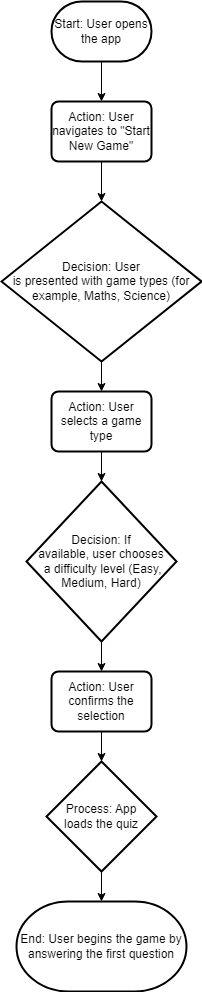 Start: User opens
the app
Action: User
navigates to "Start
New Game"
Decision: User
is presented with game types (for
example, Maths, Science)
Action: User
selects a game
type
Decision: If
available, user chooses
a difficulty level (Easy,
Medium, Hard)
Action: User
confirms the
selection
Process: App
loads the quiz
End: User begins the game by
answering the first question